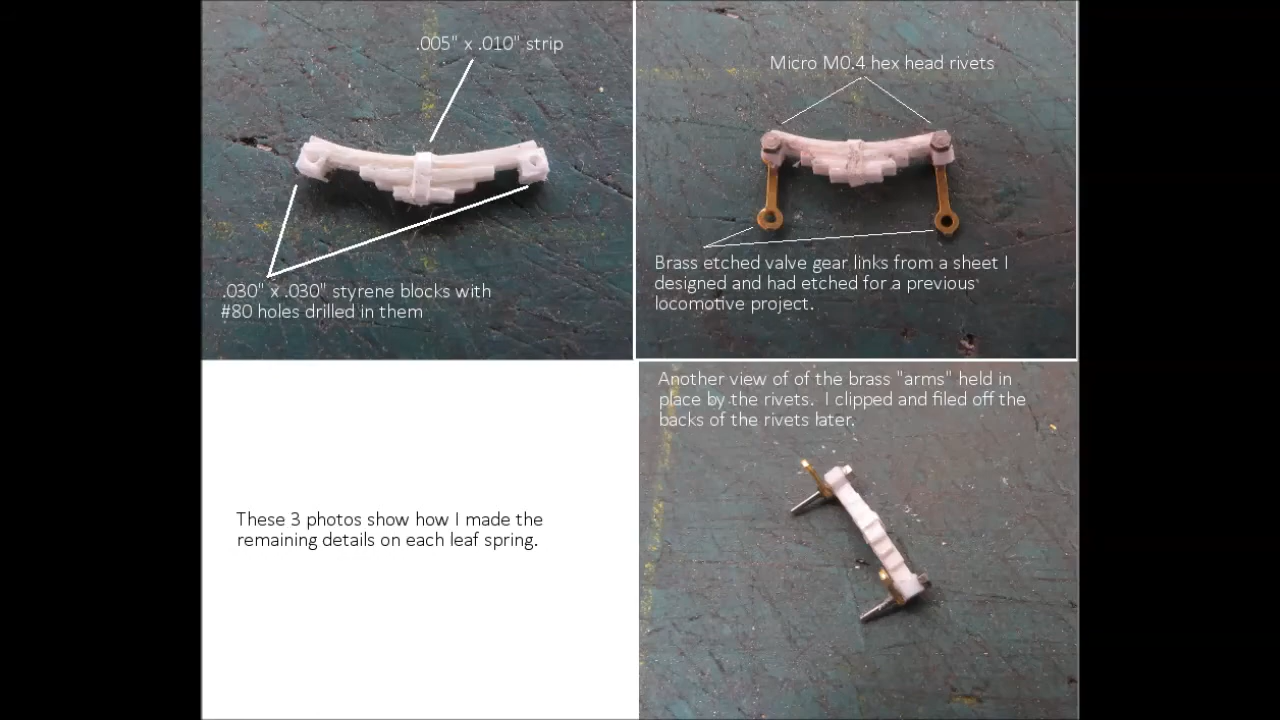 .005" x .010" strip
.030" x .030" styrene blocks with
#80 holes drilled in them
Micro M0.4 hex head rivets
Brass etched valve gear links from a sheet I
designed and had etched for a previous
locomotive project.
These 3 photos show how I made the
remaining details on each leaf spring.
Another view of of the brass "arms" held in
place by the rivets.  I clipped and filed off the
backs of the rivets later.